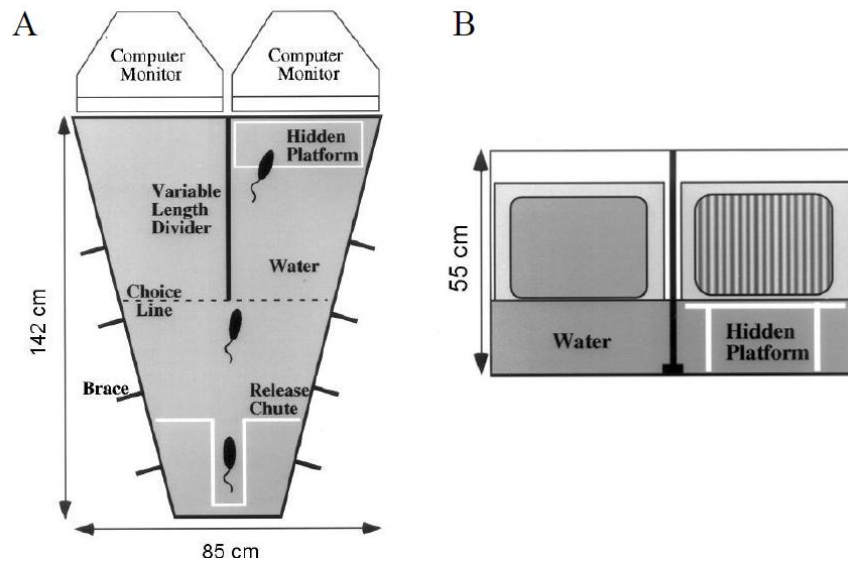 A
B
Computer
Monitor
Computer
Monitor
Hidden
Platform
Variable
Length
Divider
Water
Choice
Line
Brace
Release
Chute
142 cm
85 cm
55 cm
Water
Hidden
Platform